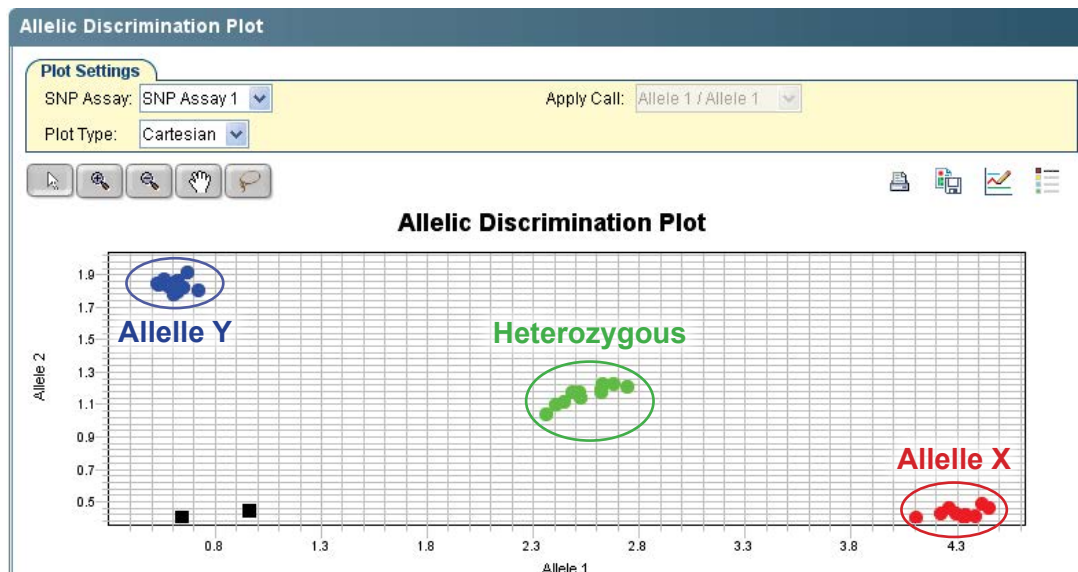 Allelic Discrimination Plot
Plot Settings
SNP Assay: SNP Assay 1
Apply Call: Allele 1 / Allele 1
Plot Type: Cartesian
Allelic Discrimination Plot
1.9
1.7
1.5
1.3
1.1
0.9
0.7
0.5
Allele 2
Allelle Y
Heterozygous
Allelle X
0.8 1.3 1.8 2.3 2.8 3.3 3.8 4.3
Allele 1